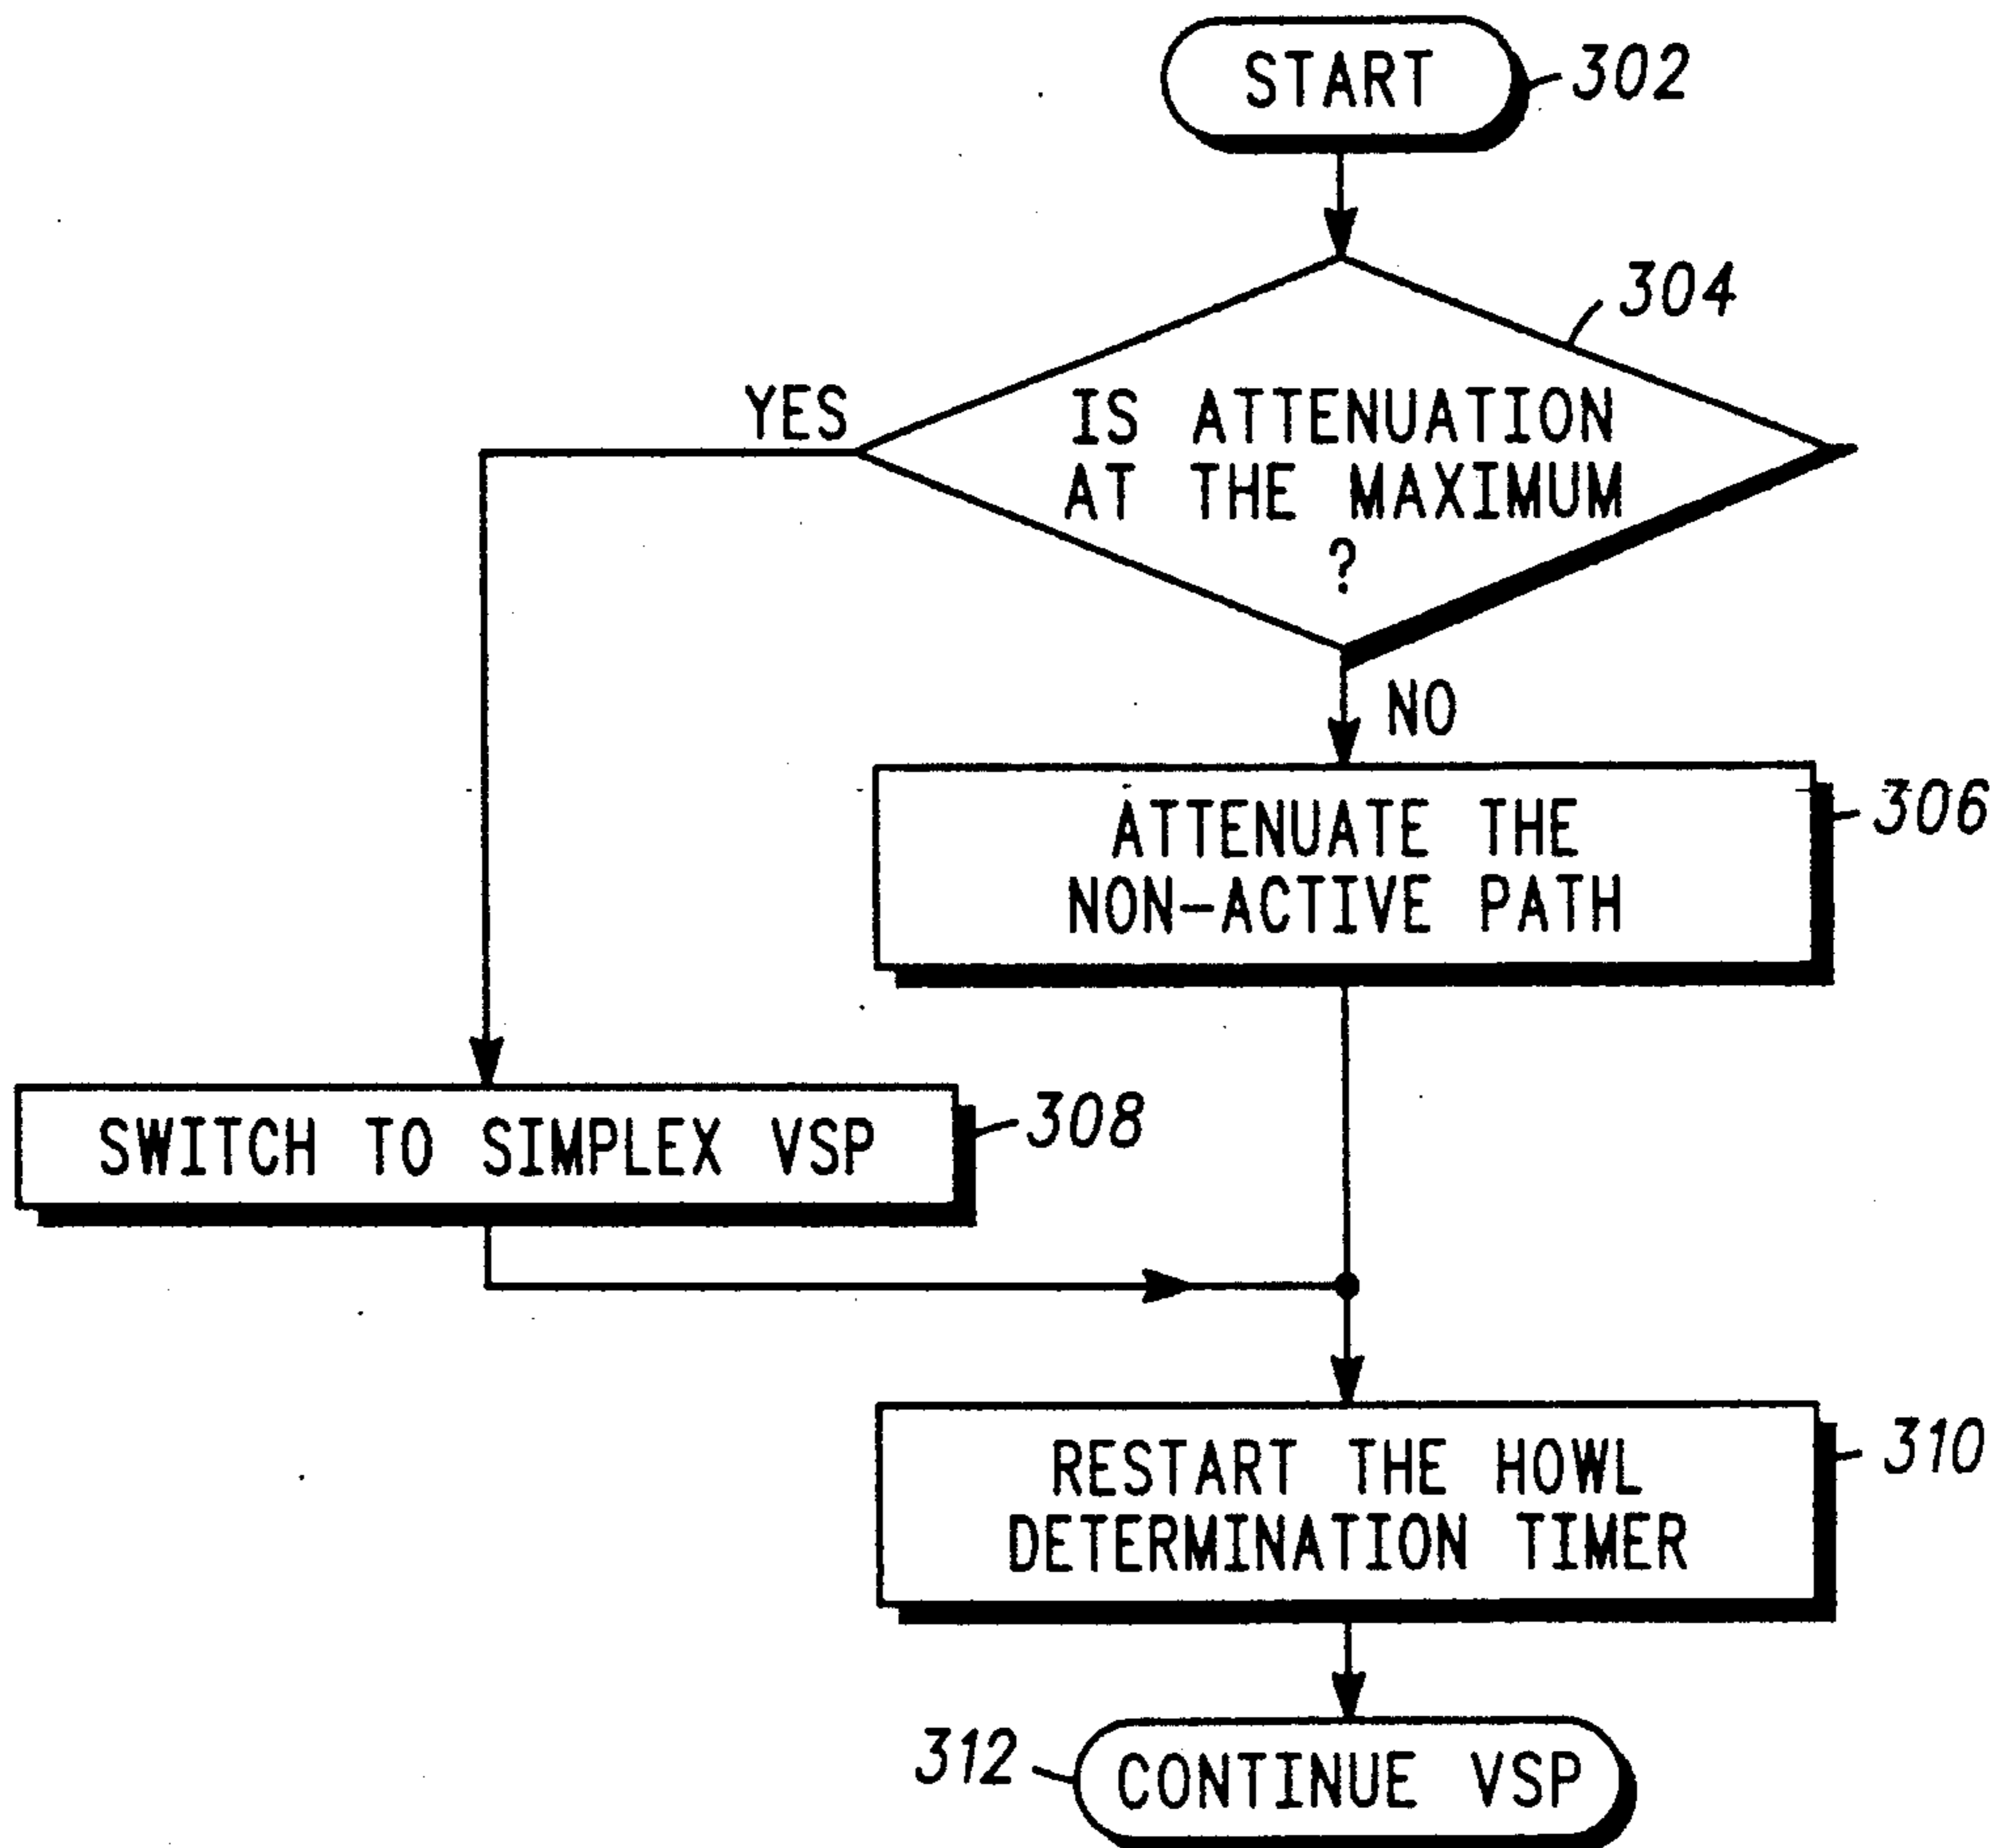 START
302
304
YES
IS ATTENUATION
AT THE MAXIMUM
?
NO
ATTENUATE THE
NON-ACTIVE PATH
306
SWITCH TO SIMPLEX VSP
308
RESTART THE HOWL
DETERMINATION TIMER
310
312
CONTINUE VSP